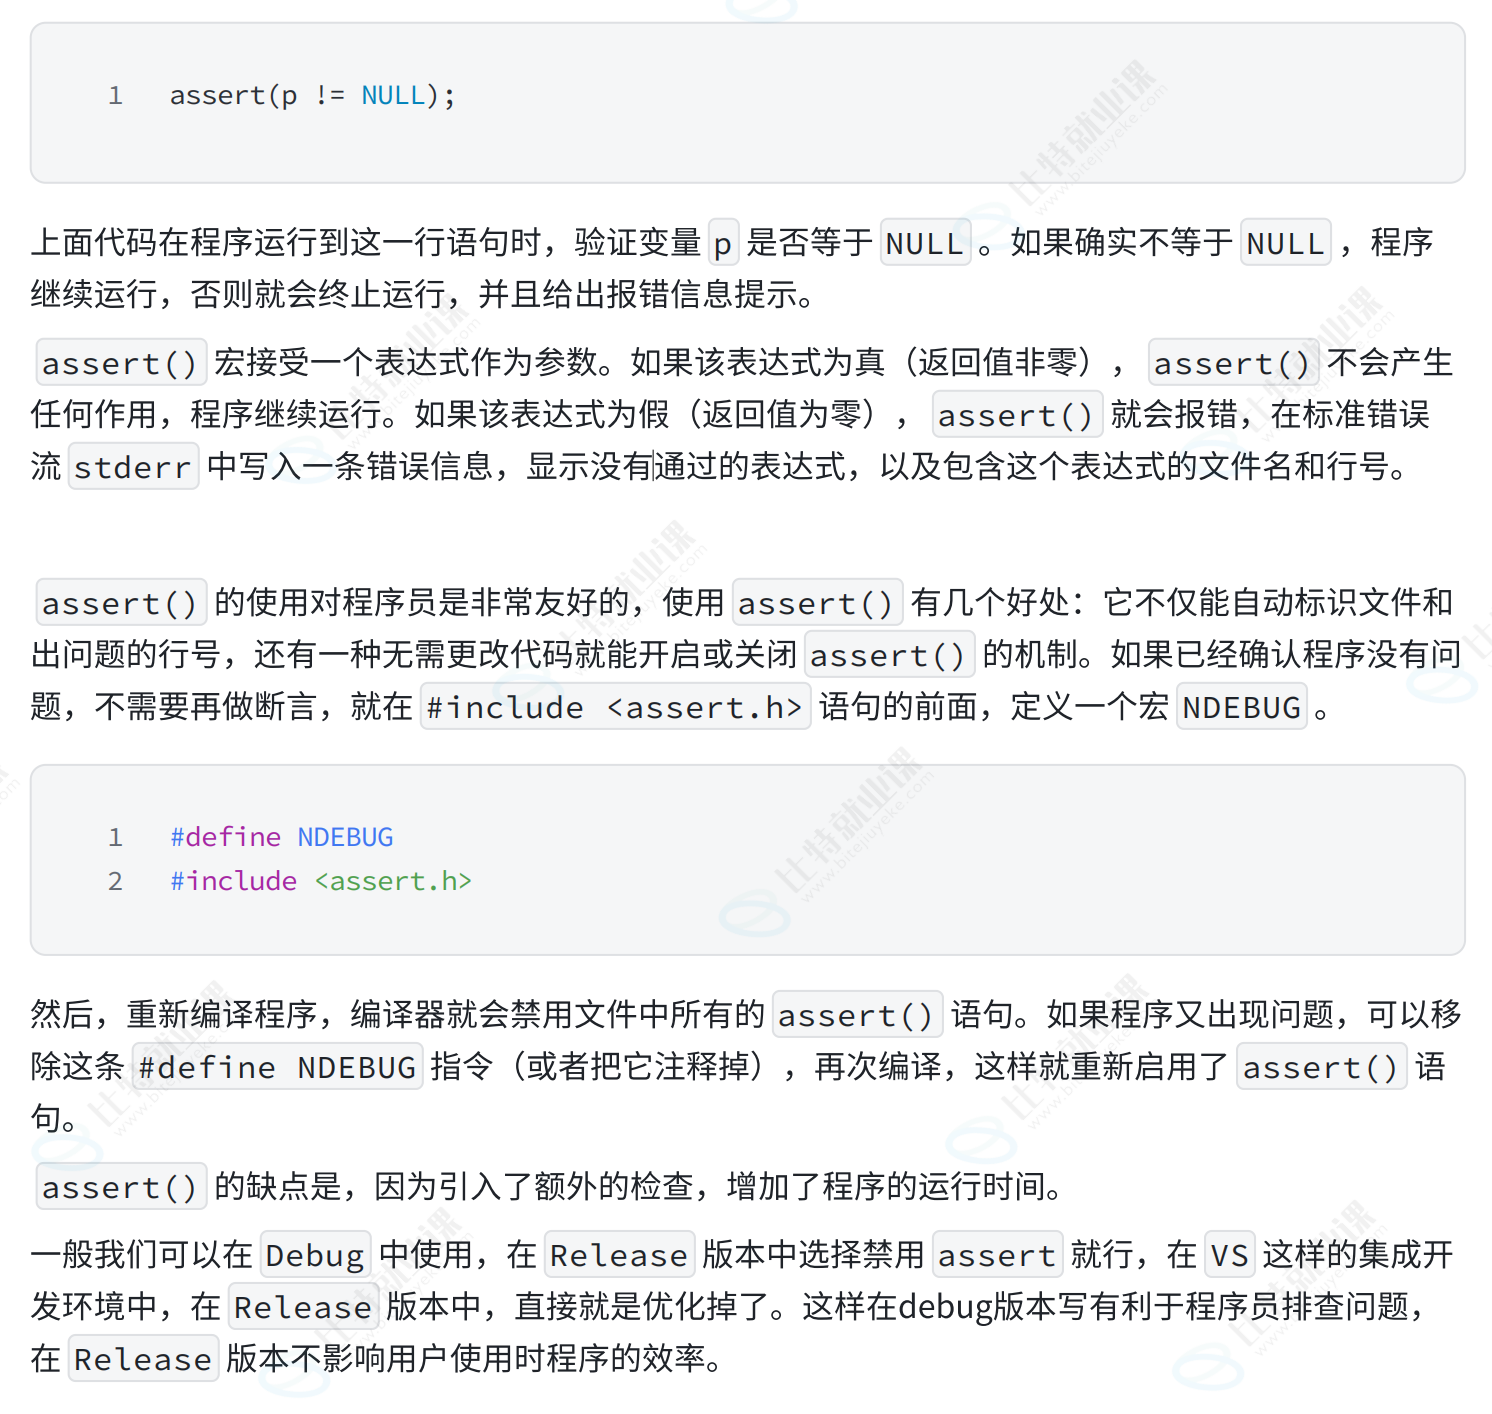 1 assert(p != NULL);
上面代码在程序运行到这一行语句时，验证变量 p 是否等于 NULL 。如果确实不等于 NULL ，程序
继续运行，否则就会终止运行，并且给出报错信息提示。
assert() 宏接受一个表达式作为参数。如果该表达式为真（返回值非零）， assert() 不会产生
任何作用，程序继续运行。如果该表达式为假（返回值为零）， assert() 就会报错，在标准错误
流 stderr 中写入一条错误信息，显示没有通过的表达式，以及包含这个表达式的文件名和行号。
assert() 的使用对程序员是非常友好的，使用 assert() 有几个好处：它不仅能自动标识文件和
出问题的行号，还有一种无需更改代码就能开启或关闭 assert() 的机制。如果已经确认程序没有问
题，不需要再做断言，就在 #include <assert.h> 语句的前面，定义一个宏 NDEBUG 。
1 #define NDEBUG
2 #include <assert.h>
然后，重新编译程序，编译器就会禁用文件中所有的 assert() 语句。如果程序又出现问题，可以移
除这条 #define NDEBUG 指令（或者把它注释掉），再次编译，这样就重新启用了 assert() 语
句。
assert() 的缺点是，因为引入了额外的检查，增加了程序的运行时间。
一般我们可以在 Debug 中使用，在 Release 版本中选择禁用 assert 就行，在 VS 这样的集成开
发环境中，在 Release 版本中，直接就是优化掉了。这样在debug版本写有利于程序员排查问题，
在 Release 版本不影响用户使用时程序的效率。
比特就业课
www.bitejiuyeke.com